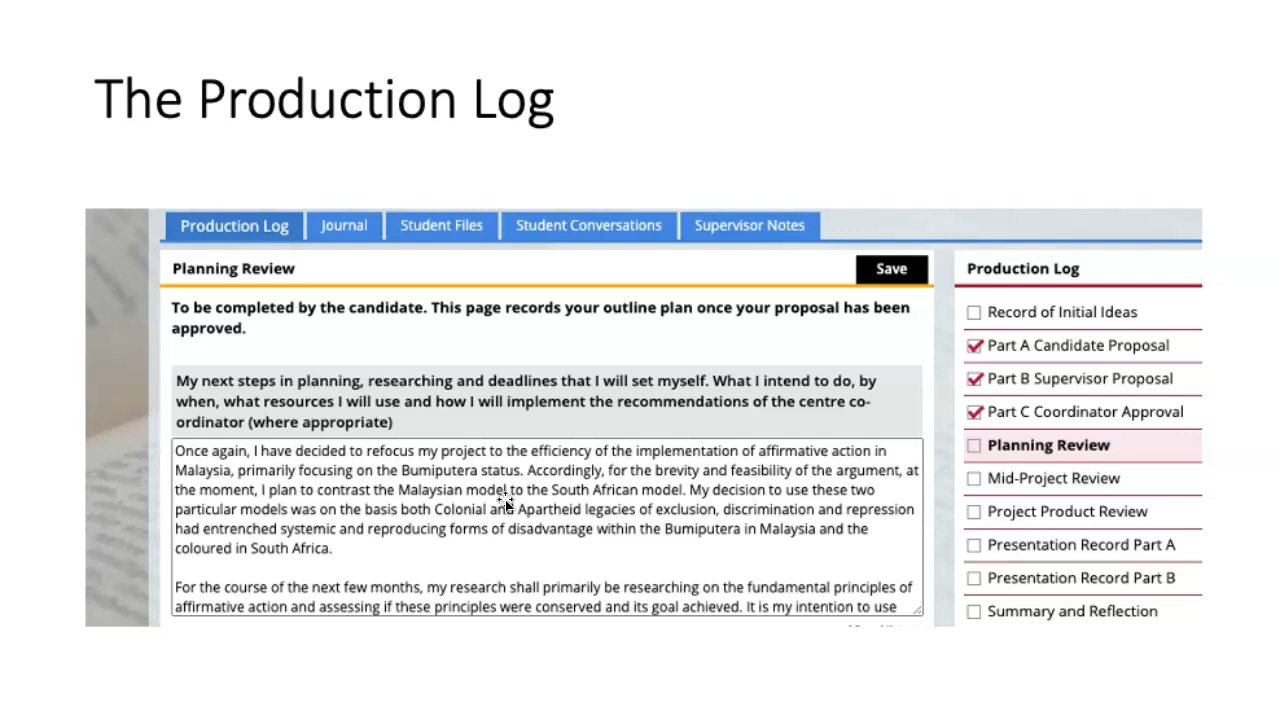 The Production Log
Production Log
Journal
Student Files
Student Conversations
Supervisor Notes
Planning Review
Save
To be completed by the candidate. This page records your outline plan once your proposal has been
approved.
My next steps in planning, researching and deadlines that I will set myself. What I intend to do, by
when, what resources I will use and how I will implement the recommendations of the centre co-
ordinator (where appropriate)
Once again, I have decided to refocus my project to the efficiency of the implementation of affirmative action in
Malaysia, primarily focusing on the Bumiputera status. Accordingly, for the brevity and feasibility of the argument, at
the moment, I plan to contrast the Malaysian model to the South African model. My decision to use these two
particular models was on the basis both Colonial and Apartheid legacies of exclusion, discrimination and repression
had entrenched systemic and reproducing forms of disadvantage within the Bumiputera in Malaysia and the
coloured in South Africa.
For the course of the next few months, my research shall primarily be researching on the fundamental principles of
affirmative action and assessing if these principles were conserved and its goal achieved. It is my intention to use
Production Log
Record of Initial Ideas
Part A Candidate Proposal
Part B Supervisor Proposal
Part C Coordinator Approval
Planning Review
Mid-Project Review
Project Product Review
Presentation Record Part A
Presentation Record Part B
Summary and Reflection